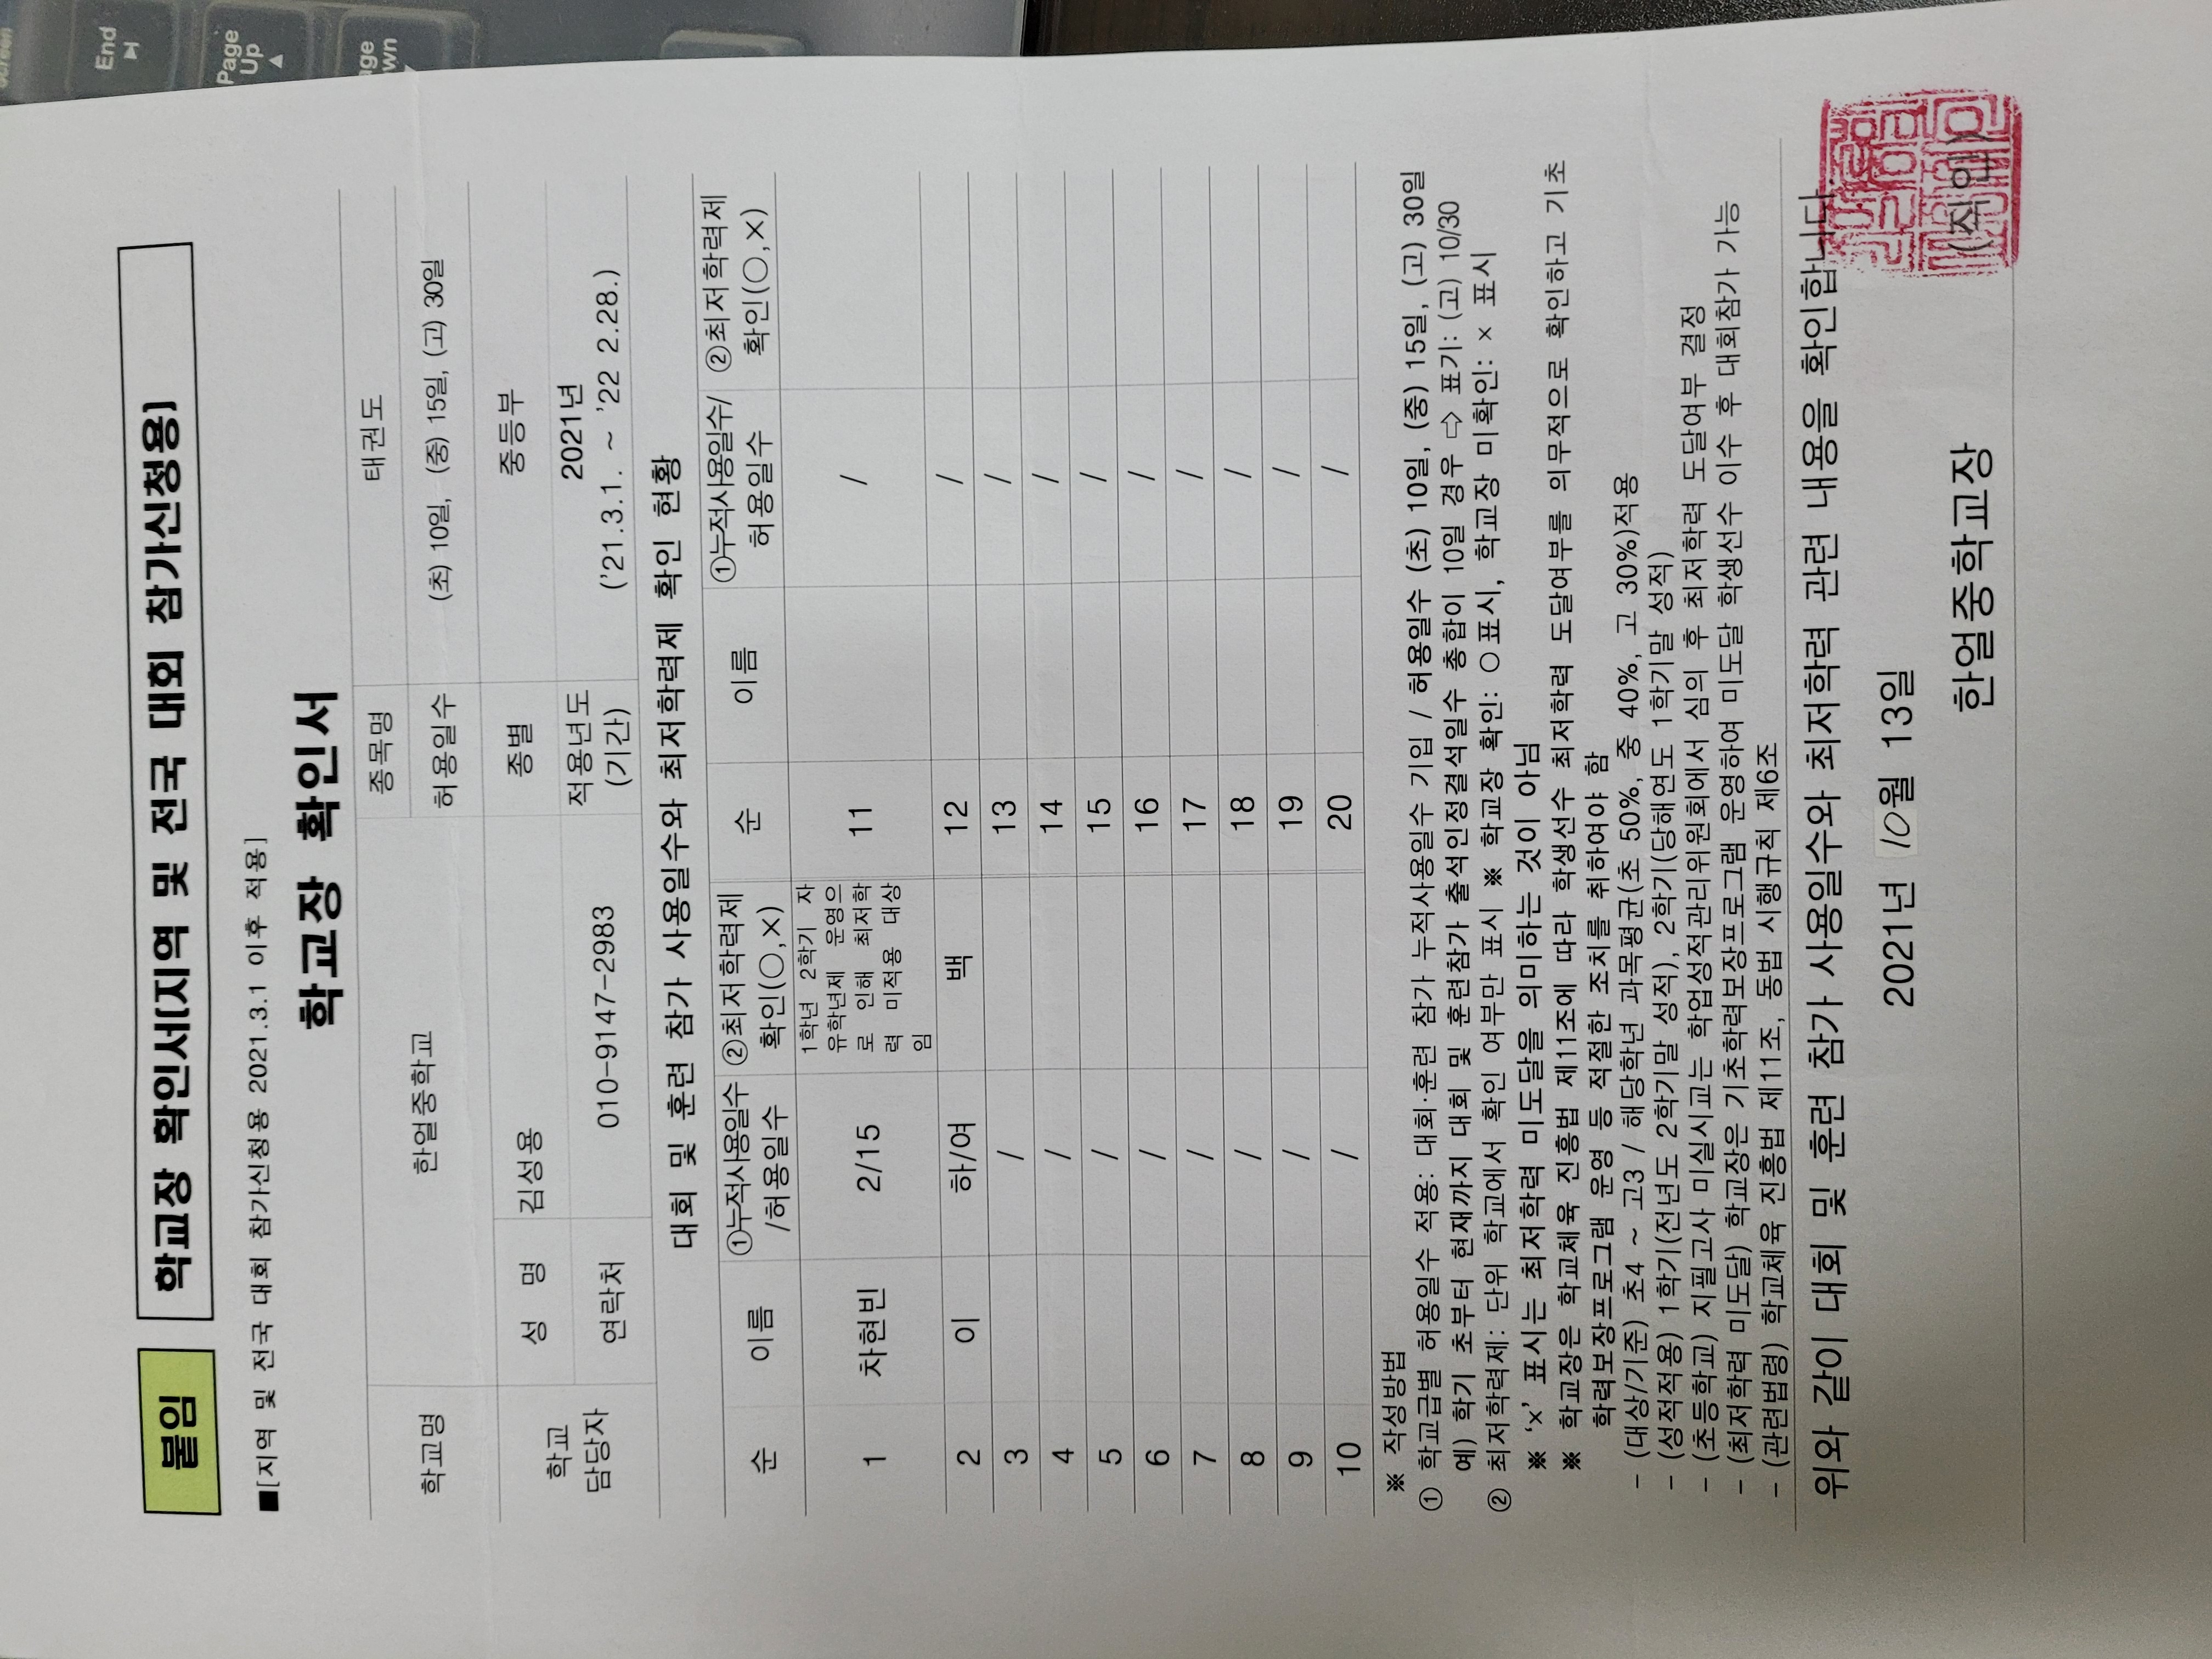 End
Page
Up
붙임
학교장 확인서(지역 및 전국 대회 참가신청용)
■[지역 및 전국 대회 참가신청용 2021.3.1 이후 적용]
학교장 확인서
학교명 한얼중학교 종목명 태권도
허용일수 (초) 10일, (중) 15일, (고) 30일
학교 담당자 성 명 김성용 종별 중등부
연락처 010-9147-2983 적용년도 (기간) 2021년 ('21.3.1. ~ '22 2.28.)
대회 및 훈련 참가 사용일수와 최저학력제 확인 현황
순 이름 ①누적사용일수/허용일수 ②최저학력제 확인(○,×) 순 이름 ①누적사용일수/허용일수 ②최저학력제 확인(○,×)
1 차현빈 2/15 1학년 2학기 자유학년제 운영으로 인해 최저학력 미적용 대상임 11 /
2 이 하/여 백 12 /
3 / 13 /
4 / 14 /
5 / 15 /
6 / 16 /
7 / 17 /
8 / 18 /
9 / 19 /
10 / 20 /
※ 작성방법
① 학교급별 허용일수 적용: 대회·훈련 참가 누적사용일수 기입 / 허용일수 (초) 10일, (중) 15일, (고) 30일
예) 학기 초부터 현재까지 대회 및 훈련참가 출석인정결석일수 총합이 10일 경우 ⇨ 표기: (고) 10/30
② 최저학력제: 단위 학교에서 확인 여부만 표시 ※ 학교장 확인: ○표시, 학교장 미확인: × 표시
※ '×' 표시는 최저학력 미도달을 의미하는 것이 아님
※ 학교장은 학교체육 진흥법 제11조에 따라 학생선수 최저학력 도달여부를 의무적으로 확인하고 기초
학력보장프로그램 운영 등 적절한 조치를 취하여야 함
- (대상/기준) 초4 ~ 고3 / 해당학년 과목평균(초 50%, 중 40%, 고 30%)적용
- (성적적용) 1학기(전년도 2학기말 성적), 2학기(당해연도 1학기말 성적)
- (초등학교) 지필고사 미실시교는 학업성적관리위원회에서 심의 후 최저학력 도달여부 결정
- (최저학력 미도달) 학교장은 기초학력보장프로그램 운영하여 미도달 학생선수 이수 후 대회참가 가능
- (관련법령) 학교체육 진흥법 제11조, 동법 시행규칙 제6조
위와 같이 대회 및 훈련 참가 사용일수와 최저학력 관련 내용을 확인합니다.
2021년 10월 13일
한얼중학교장 (직인)